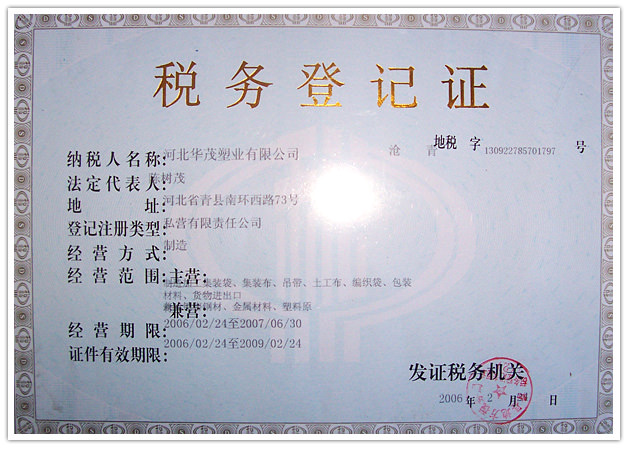 税务登记证
沧 青 地税 字 130922785701797 号
纳税人名称:河北华茂塑业有限公司
法定代表人:陈树茂
地 址:河北省青县南环西路73号
登记注册类型:私营有限责任公司
经营方式:制造
经营范围:主营:
集装袋、集装布、吊带、土工布、编织袋、包装
材料、货物进出口
兼营: 钢材、金属材料、塑料原
经营期限:2006/02/24至2007/06/30
证件有效期限:2006/02/24至2009/02/24
发证税务机关
2006 年 2 月 日